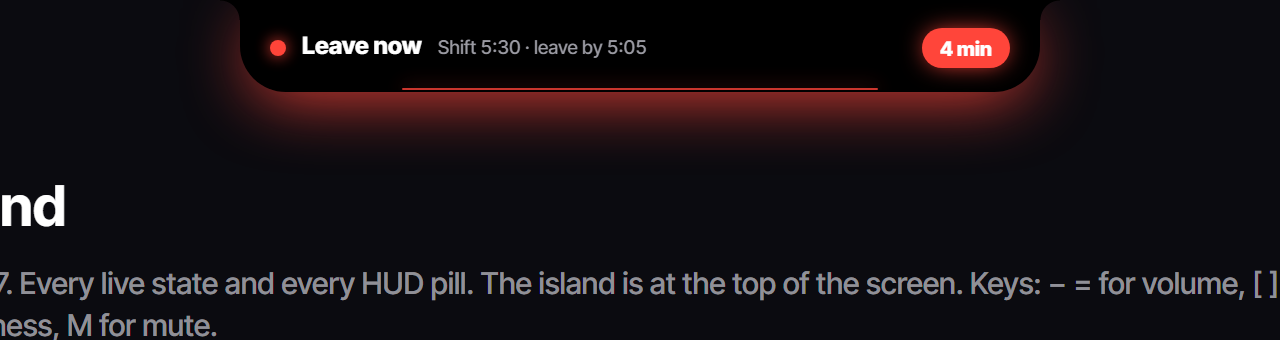 Leave now Shift 5:30 · leave by 5:05 4 min
nd
7. Every live state and every HUD pill. The island is at the top of the screen. Keys: − = for volume, [ ]
ness, M for mute.